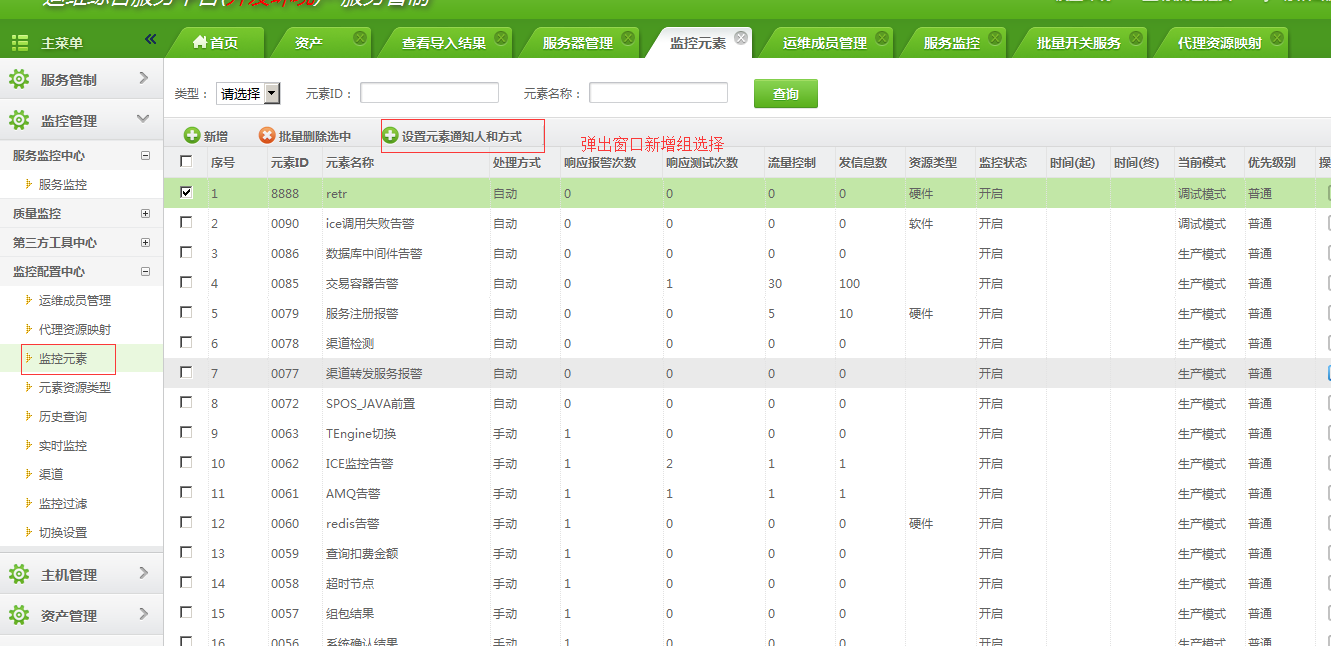 运维综合服务平台(开发环境)-服务管制
主菜单
首页 资产 查看导入结果 服务器管理 监控元素 运维成员管理 服务监控 批量开关服务 代理资源映射
服务管制
监控管理
服务监控中心
服务监控
质量监控
第三方工具中心
监控配置中心
运维成员管理
代理资源映射
监控元素
元素资源类型
历史查询
实时监控
渠道
监控过滤
切换设置
主机管理
资产管理
类型： 请选择 元素ID： 元素名称： 查询
新增 批量删除选中 设置元素通知人和方式
弹出窗口新增组选择
序号 元素ID 元素名称 处理方式 响应报警次数 响应测试次数 流量控制 发信息数 资源类型 监控状态 时间(起) 时间(终) 当前模式 优先级别
1 8888 retr 自动 0 0 0 0 硬件 开启 调试模式 普通
2 0090 ice调用失败告警 自动 0 0 0 0 软件 开启 调试模式 普通
3 0086 数据库中间件告警 自动 0 0 0 0 开启 生产模式 普通
4 0085 交易容器告警 自动 0 1 30 100 开启 生产模式 普通
5 0079 服务注册报警 自动 0 0 5 10 硬件 开启 生产模式 普通
6 0078 渠道检测 自动 0 0 0 0 开启 生产模式 普通
7 0077 渠道转发服务报警 自动 0 0 0 0 开启 生产模式 普通
8 0072 SPOS_JAVA前置 自动 0 0 0 0 开启 生产模式 普通
9 0063 TEngine切换 手动 1 0 0 0 开启 生产模式 普通
10 0062 ICE监控告警 手动 1 2 1 1 开启 生产模式 普通
11 0061 AMQ告警 手动 1 1 1 1 开启 生产模式 普通
12 0060 redis告警 手动 1 0 0 0 硬件 开启 生产模式 普通
13 0059 查询扣费金额 手动 1 0 0 0 开启 生产模式 普通
14 0058 超时节点 手动 1 0 0 0 开启 生产模式 普通
15 0057 组包结果 手动 1 0 0 0 开启 生产模式 普通
16 0056 系统确认结果 手动 1 0 0 0 开启 生产模式 普通